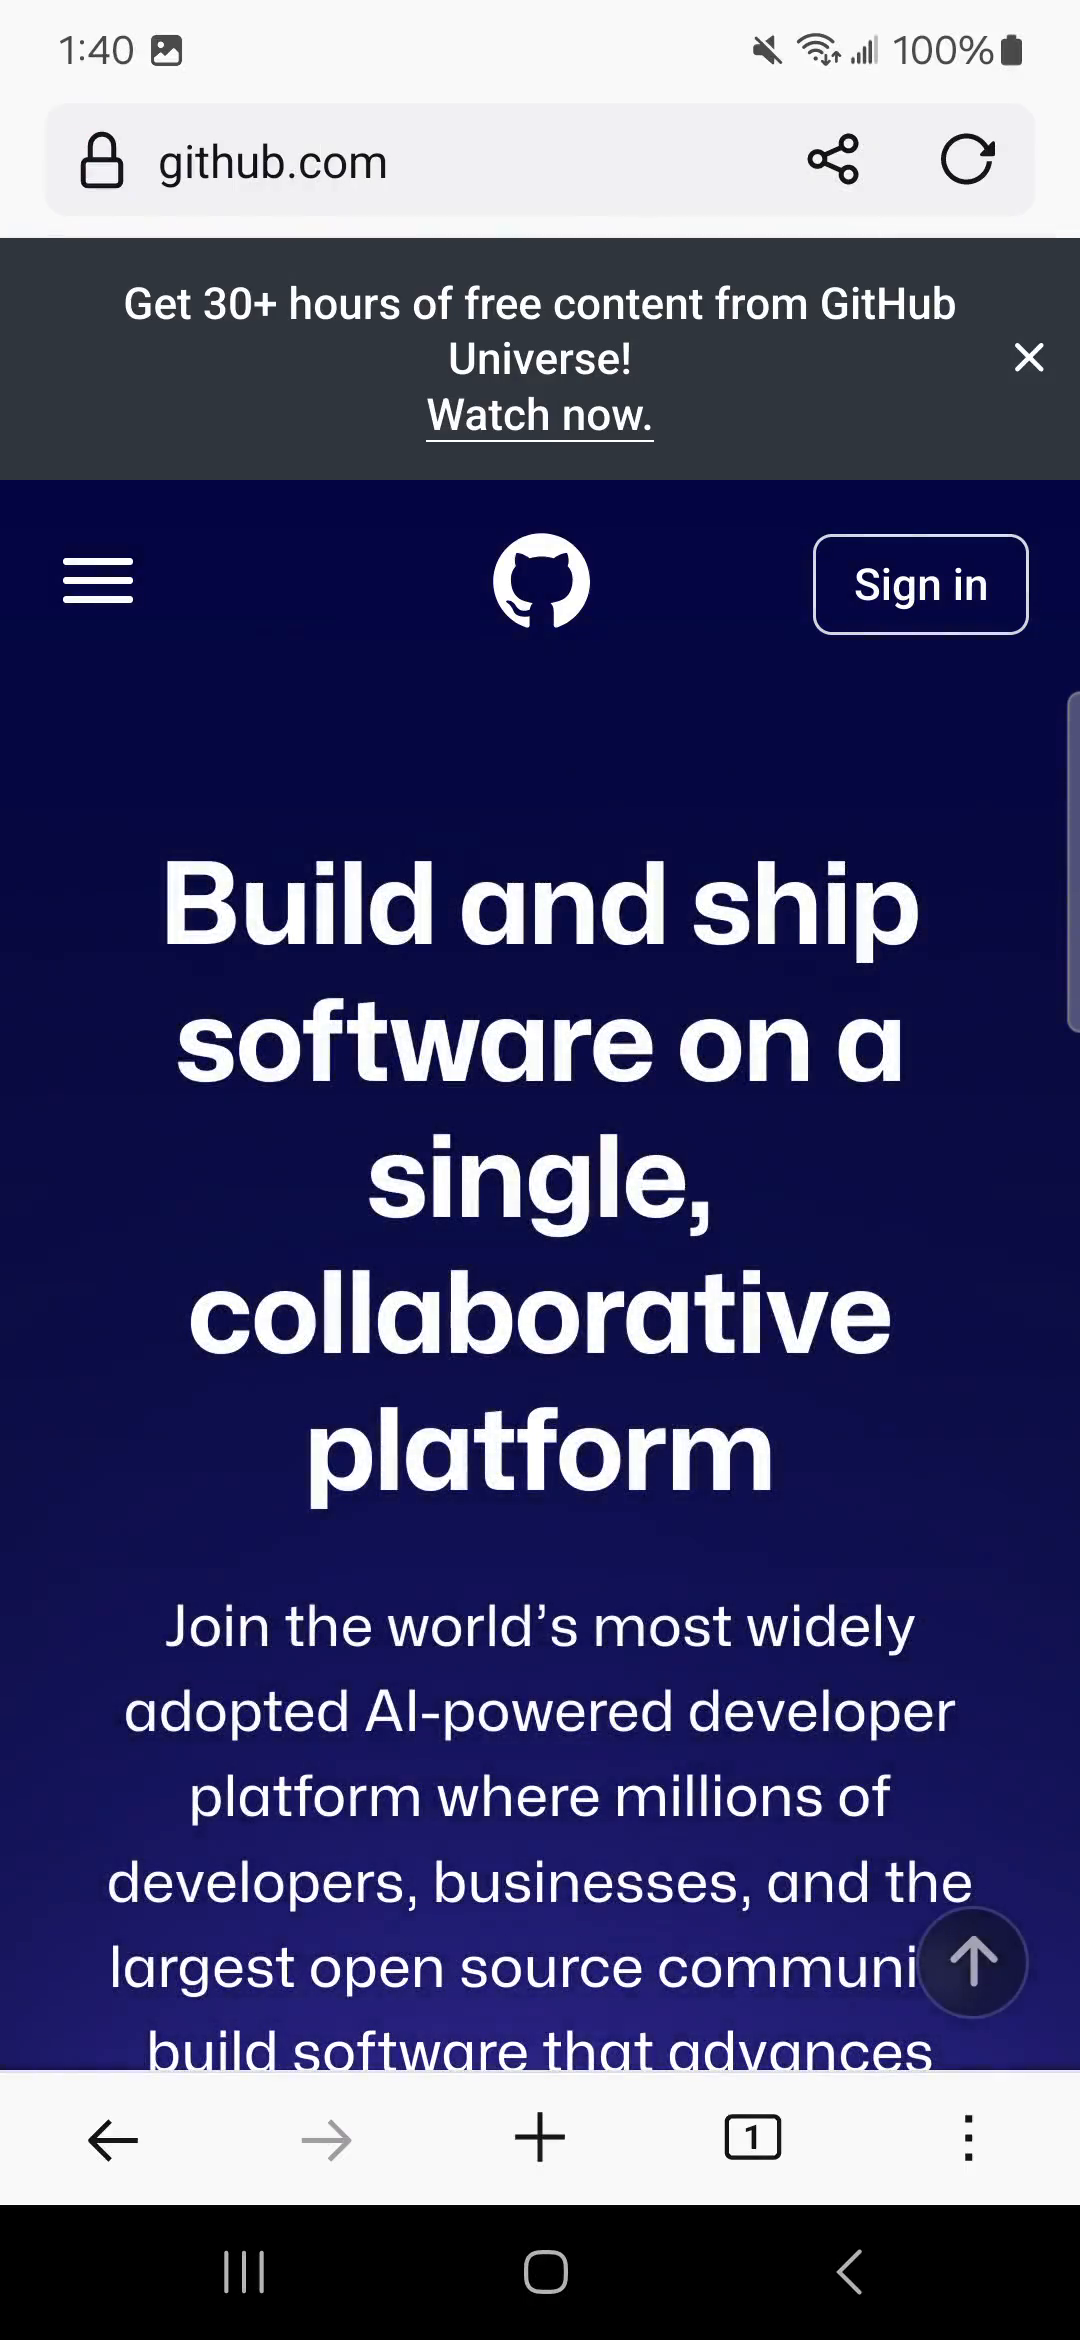 1:40 100%
github.com
Get 30+ hours of free content from GitHub
Universe!
Watch now.
Sign in
Build and ship
software on a
single,
collaborative
platform
Join the world’s most widely
adopted AI-powered developer
platform where millions of
developers, businesses, and the
largest open source communi
build software that advances
1